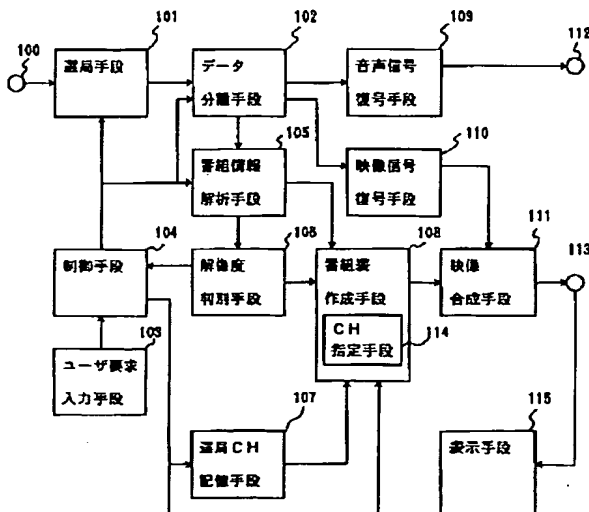 100
101
選局手段
102
データ
分離手段
109
音声信号
復号手段
112
105
番組情報
解析手段
110
映像信号
復号手段
104
制御手段
106
解像度
判別手段
108
番組表
作成手段
CH
指定手段
114
111
映像
合成手段
113
103
ユーザ要求
入力手段
107
選局CH
記憶手段
115
表示手段